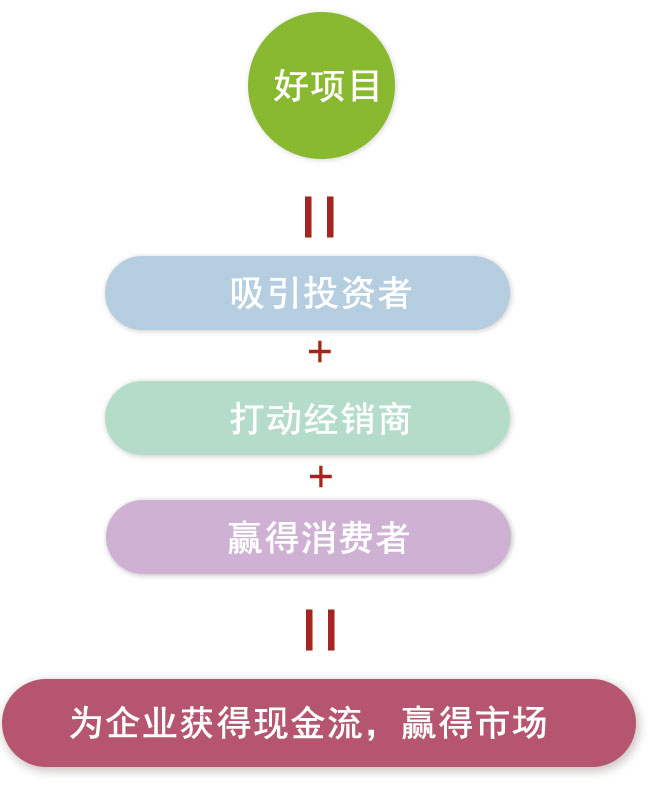 好项目
=
吸引投资者
+
打动经销商
+
赢得消费者
=
为企业获得现金流，赢得市场